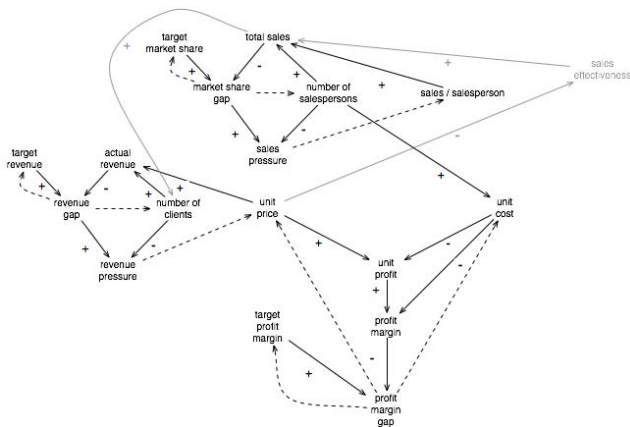 total sales
target
market share
+
+
-
+
+
+
sales
effectiveness
market share
gap
number of
salespersons
sales / salesperson
+
-
sales
pressure
-
target
revenue
actual
revenue
+
+
-
+
+
revenue
gap
number of
clients
unit
price
unit
cost
+
-
revenue
pressure
+
-
-
unit
profit
+
target
profit
margin
profit
margin
-
+
profit
margin
gap